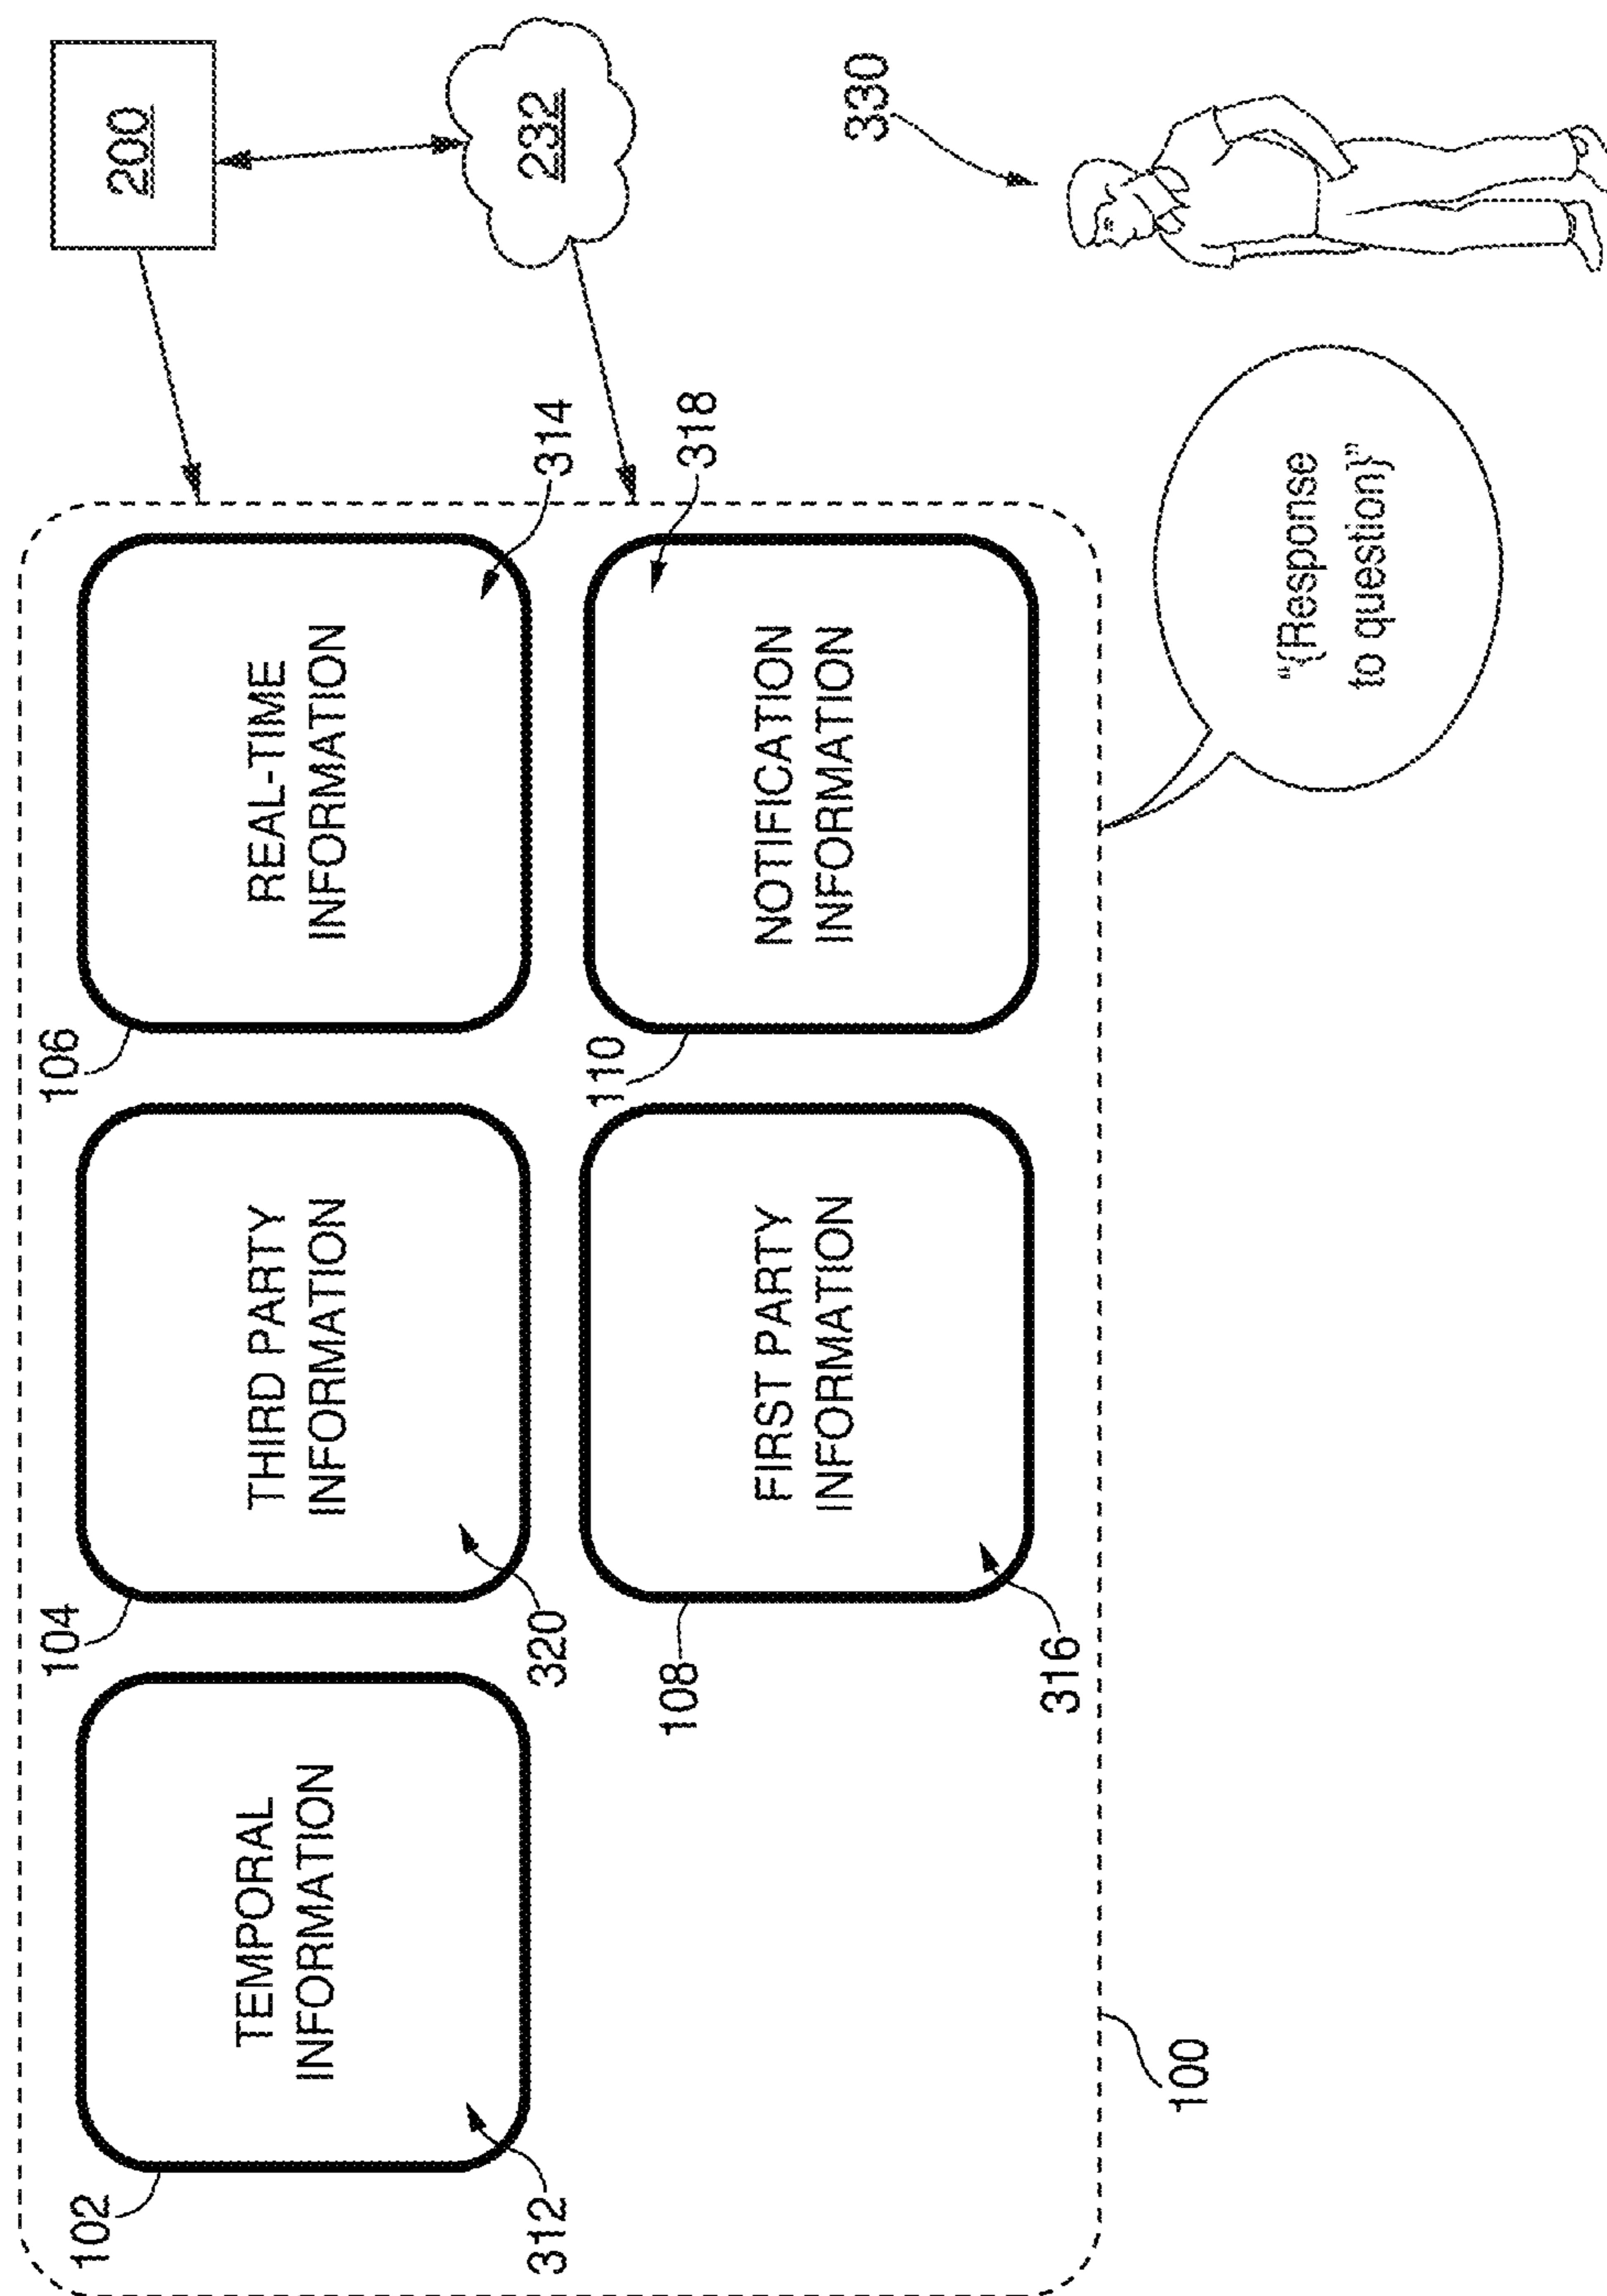 102
TEMPORAL
INFORMATION
312
104
THIRD PARTY
INFORMATION
320
106
REAL-TIME
INFORMATION
314
200
232
108
FIRST PARTY
INFORMATION
316
110
NOTIFICATION
INFORMATION
318
330
100
"{Response
to question}"